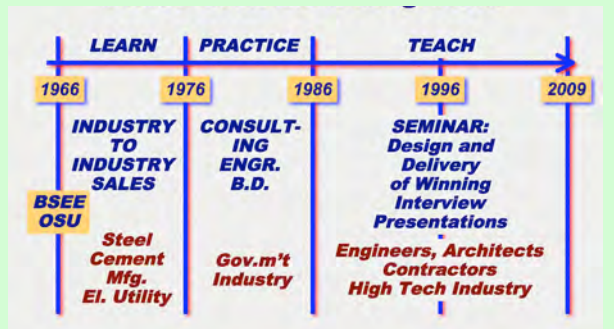 LEARN PRACTICE TEACH
1966 1976 1986 1996 2009
INDUSTRY
TO
INDUSTRY
SALES
BSEE
OSU
Steel
Cement
Mfg.
El. Utility
CONSULT-
ING
ENGR.
B.D.
Gov.m't
Industry
SEMINAR:
Design and
Delivery
of Winning
Interview
Presentations
Engineers, Architects
Contractors
High Tech Industry